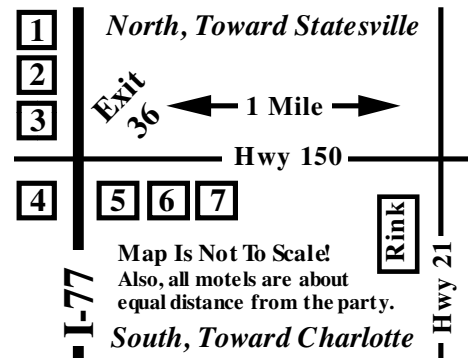 1
North, Toward Statesville
2
3
Exit
36
1 Mile
Hwy 150
4
5
6
7
Rink
Map Is Not To Scale!
Also, all motels are about
equal distance from the party.
I-77
Hwy 21
South, Toward Charlotte